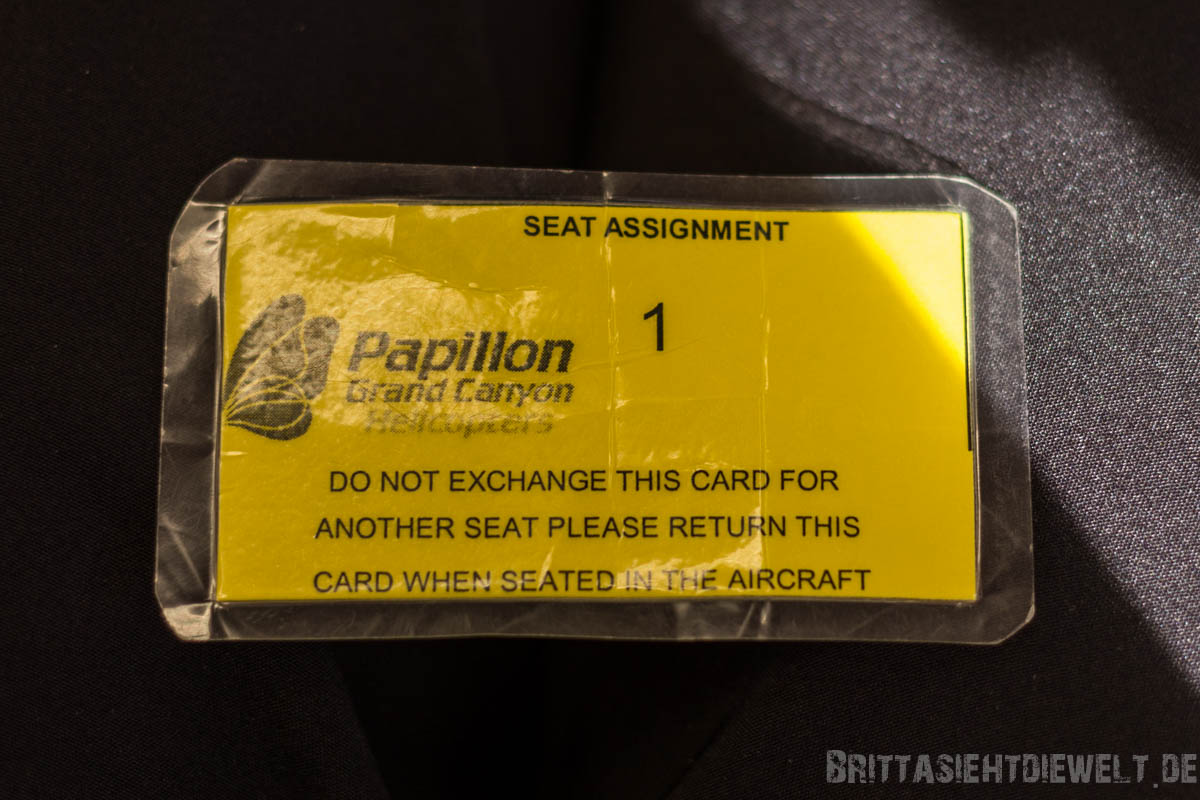 SEAT ASSIGNMENT
1
Papillon
Grand Canyon
Helicopters
DO NOT EXCHANGE THIS CARD FOR
ANOTHER SEAT PLEASE RETURN THIS
CARD WHEN SEATED IN THE AIRCRAFT
BRITTASIEHTDIEWELT.DE